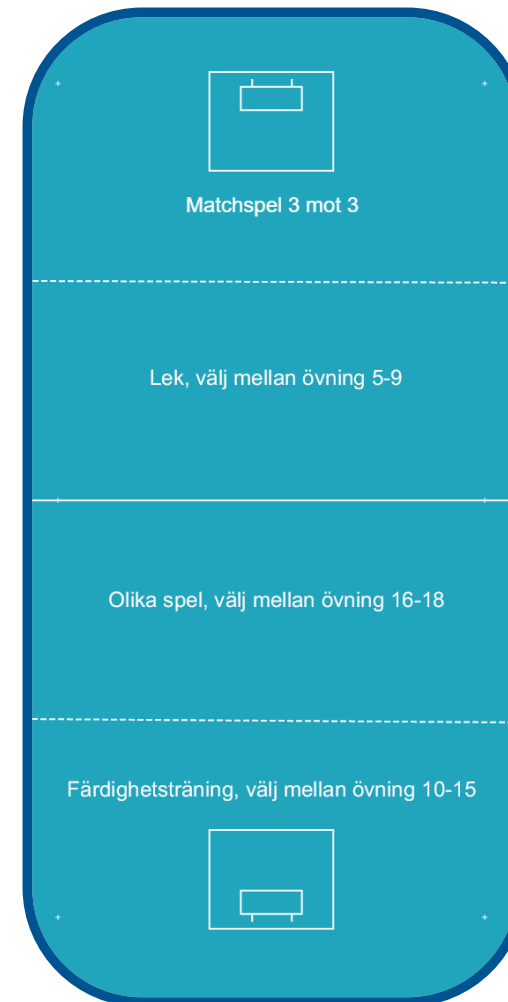 Matchspel 3 mot 3
Lek, välj mellan övning 5-9
Olika spel, välj mellan övning 16-18
Färdighetsträning, välj mellan övning 10-15